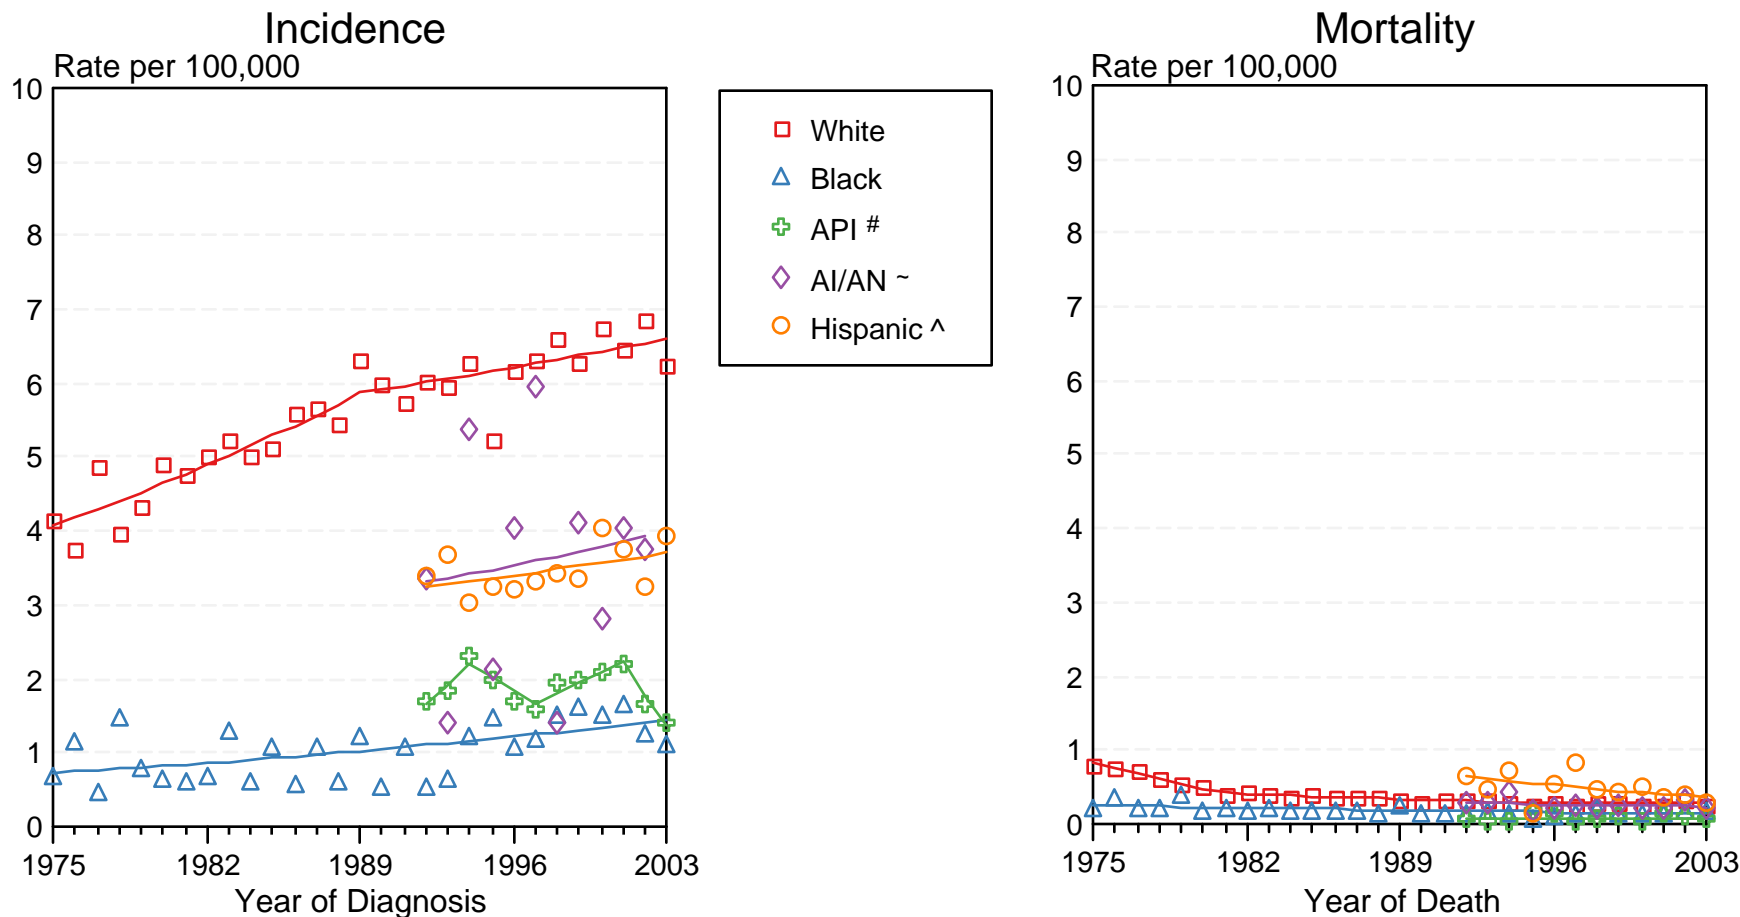 Incidence
Rate per 100,000
10
9
8
7
6
5
4
3
2
1
0
1975
1982
1989
1996
2003
Year of Diagnosis
White
Black
API #
AI/AN ~
Hispanic ^
Mortality
Rate per 100,000
10
9
8
7
6
5
4
3
2
1
0
1975
1982
1989
1996
2003
Year of Death